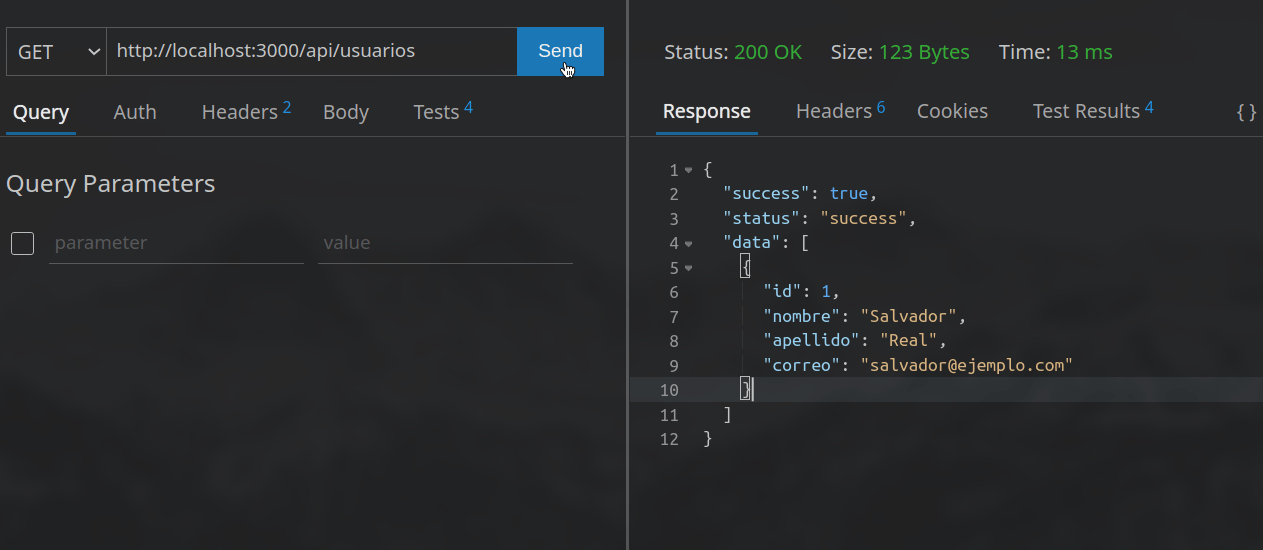 GET http://localhost:3000/api/usuarios Send
Query Auth Headers 2 Body Tests 4
Query Parameters
parameter value
Status: 200 OK Size: 123 Bytes Time: 13 ms
Response Headers 6 Cookies Test Results 4 {}
1 {
2 "success": true,
3 "status": "success",
4 "data": [
5 {
6 "id": 1,
7 "nombre": "Salvador",
8 "apellido": "Real",
9 "correo": "salvador@ejemplo.com"
10 }
11 ]
12 }